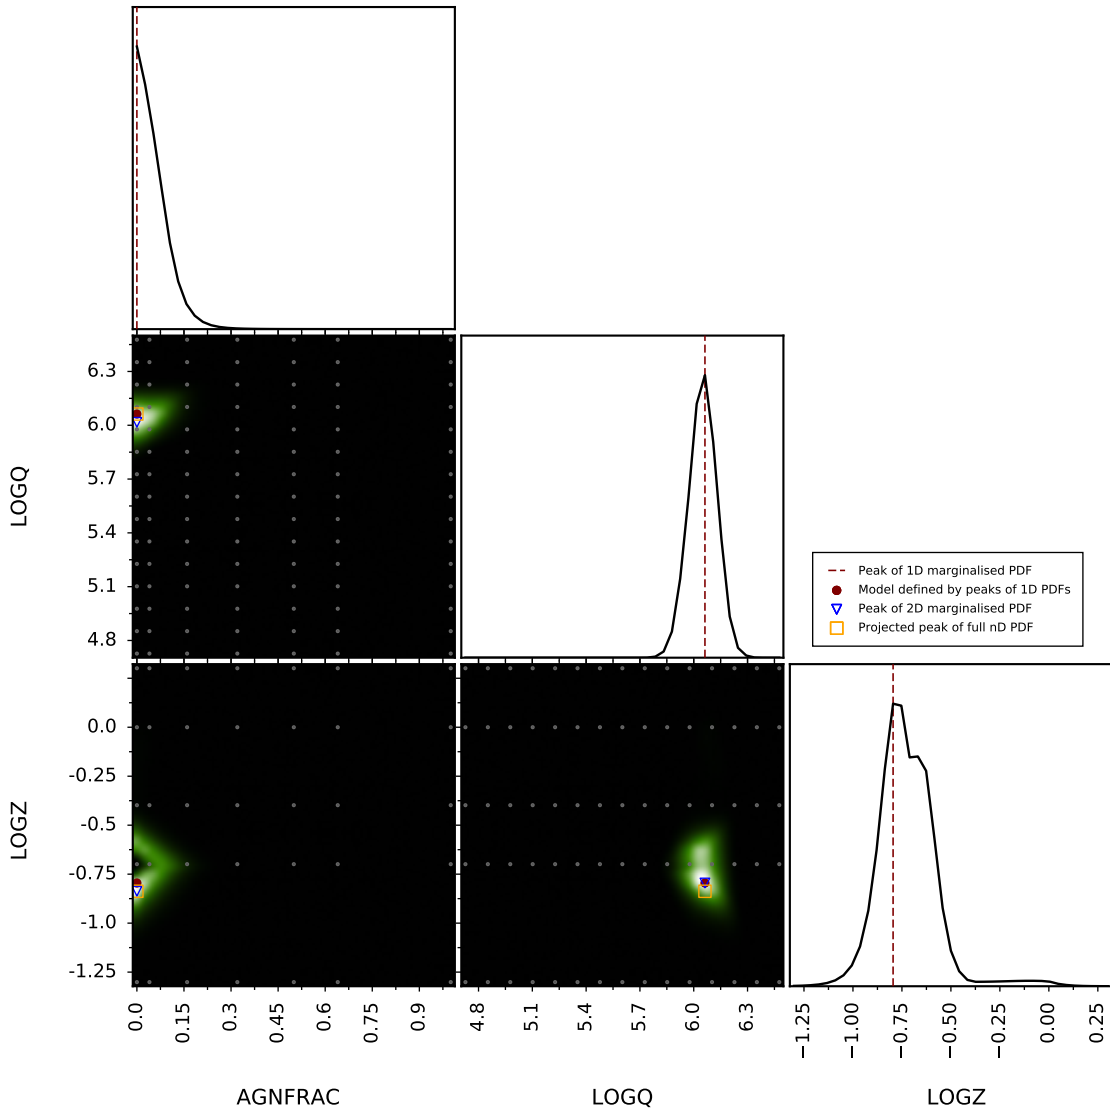 6.3
6.0
5.7
5.4
5.1
4.8
LOGQ
Peak of 1D marginalised PDF
Model defined by peaks of 1D PDFs
Peak of 2D marginalised PDF
Projected peak of full nD PDF
0.0
-0.25
-0.5
-0.75
-1.0
-1.25
LOGZ
0.0 0.15 0.3 0.45 0.6 0.75 0.9
4.8 5.1 5.4 5.7 6.0 6.3
−1.25 −1.00 −0.75 −0.50 −0.25 0.00 0.25
AGNFRAC LOGQ LOGZ